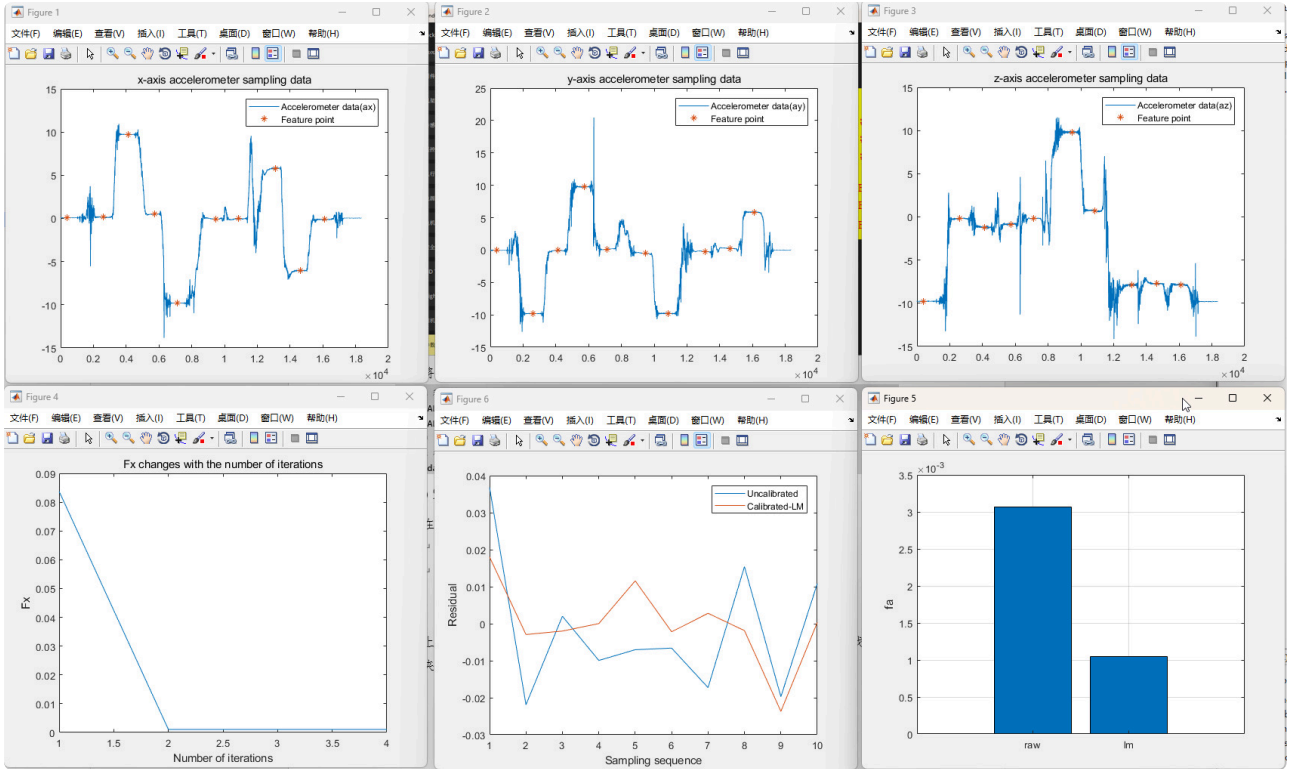 Figure 1
文件(F) 编辑(E) 查看(V) 插入(I) 工具(T) 桌面(D) 窗口(W) 帮助(H)
x-axis accelerometer sampling data
Accelerometer data(ax)
Feature point
15
10
5
0
-5
-10
-15
0 0.2 0.4 0.6 0.8 1 1.2 1.4 1.6 1.8 2
×10^4
Figure 2
文件(F) 编辑(E) 查看(V) 插入(I) 工具(T) 桌面(D) 窗口(W) 帮助(H)
y-axis accelerometer sampling data
Accelerometer data(ay)
Feature point
25
20
15
10
5
0
-5
-10
-15
0 0.2 0.4 0.6 0.8 1 1.2 1.4 1.6 1.8 2
×10^4
Figure 3
文件(F) 编辑(E) 查看(V) 插入(I) 工具(T) 桌面(D) 窗口(W) 帮助(H)
z-axis accelerometer sampling data
Accelerometer data(az)
Feature point
15
10
5
0
-5
-10
-15
0 0.2 0.4 0.6 0.8 1 1.2 1.4 1.6 1.8 2
×10^4
Figure 4
文件(F) 编辑(E) 查看(V) 插入(I) 工具(T) 桌面(D) 窗口(W) 帮助(H)
Fx changes with the number of iterations
0.09
0.08
0.07
0.06
0.05
0.04
0.03
0.02
0.01
0
Fx
1 1.5 2 2.5 3 3.5 4
Number of iterations
Figure 6
文件(F) 编辑(E) 查看(V) 插入(I) 工具(T) 桌面(D) 窗口(W) 帮助(H)
Uncalibrated
Calibrated-LM
0.04
0.03
0.02
0.01
0
-0.01
-0.02
-0.03
Residual
1 2 3 4 5 6 7 8 9 10
Sampling sequence
Figure 5
文件(F) 编辑(E) 查看(V) 插入(I) 工具(T) 桌面(D) 窗口(W) 帮助(H)
×10^-3
3.5
3
2.5
2
1.5
1
0.5
0
fa
raw lm